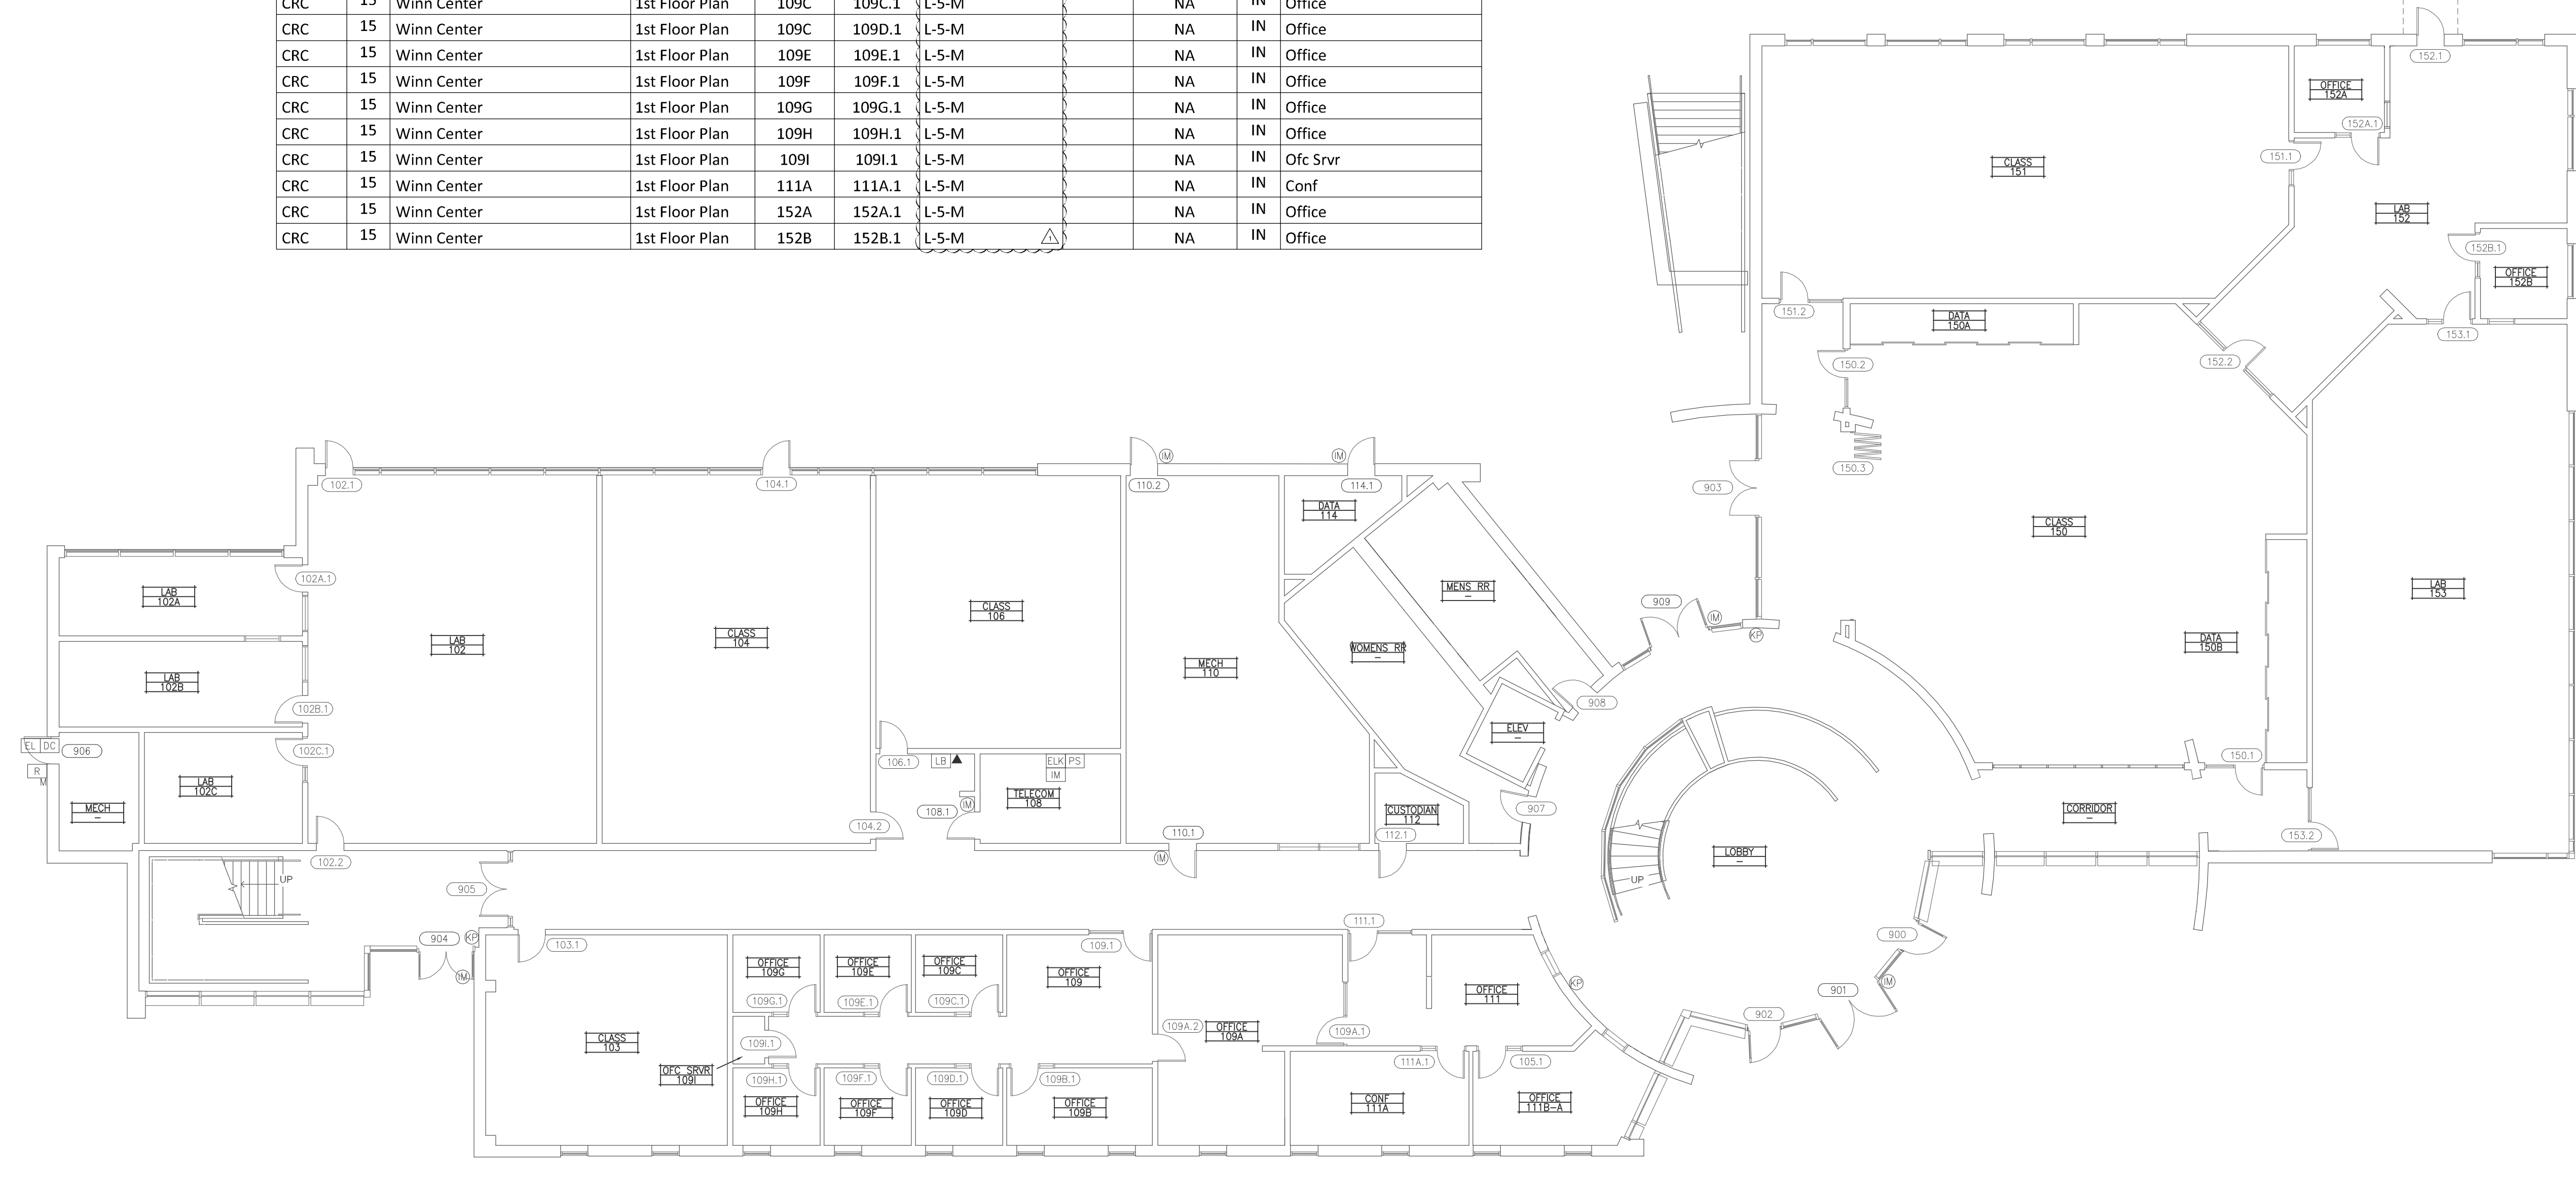 CRC 15 Winn Center 1st Floor Plan 109C 109C.1 L-5-M NA IN Office
CRC 15 Winn Center 1st Floor Plan 109C 109D.1 L-5-M NA IN Office
CRC 15 Winn Center 1st Floor Plan 109E 109E.1 L-5-M NA IN Office
CRC 15 Winn Center 1st Floor Plan 109F 109F.1 L-5-M NA IN Office
CRC 15 Winn Center 1st Floor Plan 109G 109G.1 L-5-M NA IN Office
CRC 15 Winn Center 1st Floor Plan 109H 109H.1 L-5-M NA IN Office
CRC 15 Winn Center 1st Floor Plan 109I 109I.1 L-5-M NA IN Ofc Srvr
CRC 15 Winn Center 1st Floor Plan 111A 111A.1 L-5-M NA IN Conf
CRC 15 Winn Center 1st Floor Plan 152A 152A.1 L-5-M NA IN Office
CRC 15 Winn Center 1st Floor Plan 152B 152B.1 L-5-M 1 NA IN Office
152.1
OFFICE
152A
152A.1
151.1
CLASS
151
LAB
152
152B.1
OFFICE
152B
151.2
DATA
150A
153.1
150.2
152.2
150.3
903
CLASS
150
LAB
153
DATA
150B
150.1
CORRIDOR
-
153.2
102.1
104.1
110.2
IM
IM
114.1
DATA
114
102A.1
LAB
102A
LAB
102
CLASS
104
CLASS
106
MENS RR
-
WOMENS RR
-
MECH
110
909
IM
KP
LAB
102B
102B.1
908
ELEV
-
EL DC
906
R
M
102C.1
LAB
102C
106.1
LB
ELK PS
IM
TELECOM
108
IM
108.1
MECH
-
104.2
907
CUSTODIAN
112
110.1
112.1
IM
102.2
LOBBY
-
UP
UP
905
904
KP
IM
103.1
109.1
111.1
900
OFFICE
109G
OFFICE
109E
OFFICE
109C
OFFICE
109
KP
IM
901
OFFICE
111
109G.1
109E.1
109C.1
902
109A.2
OFFICE
109A
109A.1
CLASS
103
109I.1
111A.1
105.1
OFC SRVR
109I
109H.1
109F.1
109D.1
109B.1
OFFICE
109H
OFFICE
109F
OFFICE
109D
OFFICE
109B
CONF
111A
OFFICE
111B-A